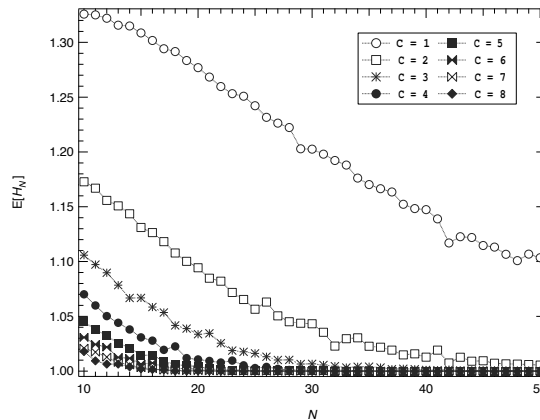 1.30
1.25
1.20
1.15
1.10
1.05
1.00
E[H_N]
C = 1
C = 2
C = 3
C = 4
C = 5
C = 6
C = 7
C = 8
10
20
30
40
50
N